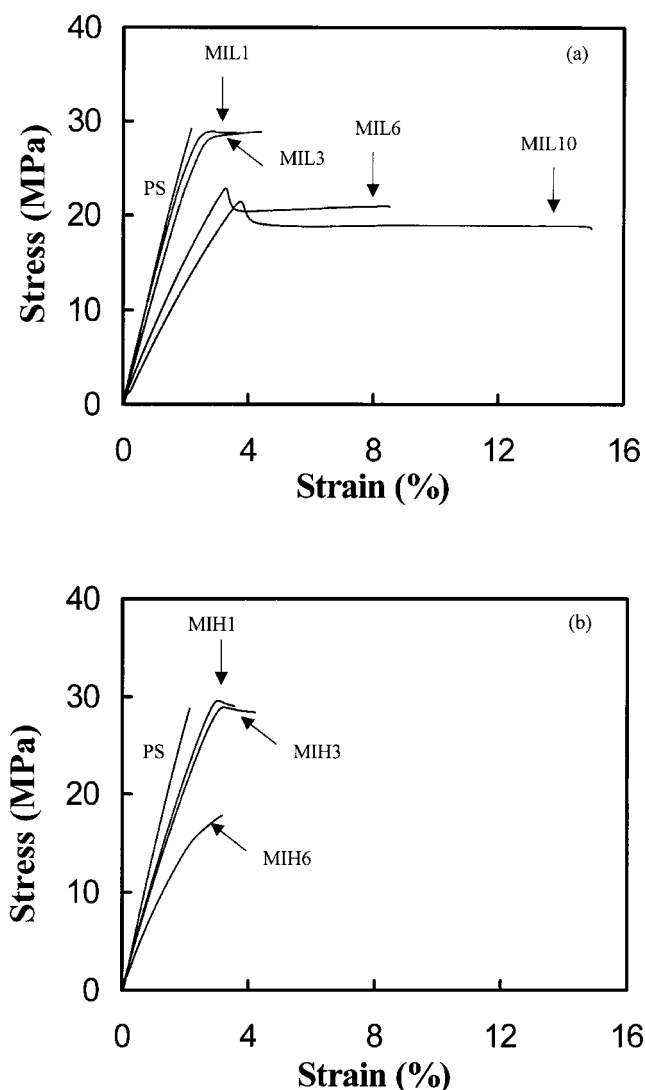 40
(a)
MIL1
30
MIL6
MIL10
MIL3
PS
20
Stress (MPa)
10
0
0 4 8 12 16
Strain (%)
40
(b)
MIH1
30
PS
MIH3
20
Stress (MPa)
MIH6
10
0
0 4 8 12 16
Strain (%)